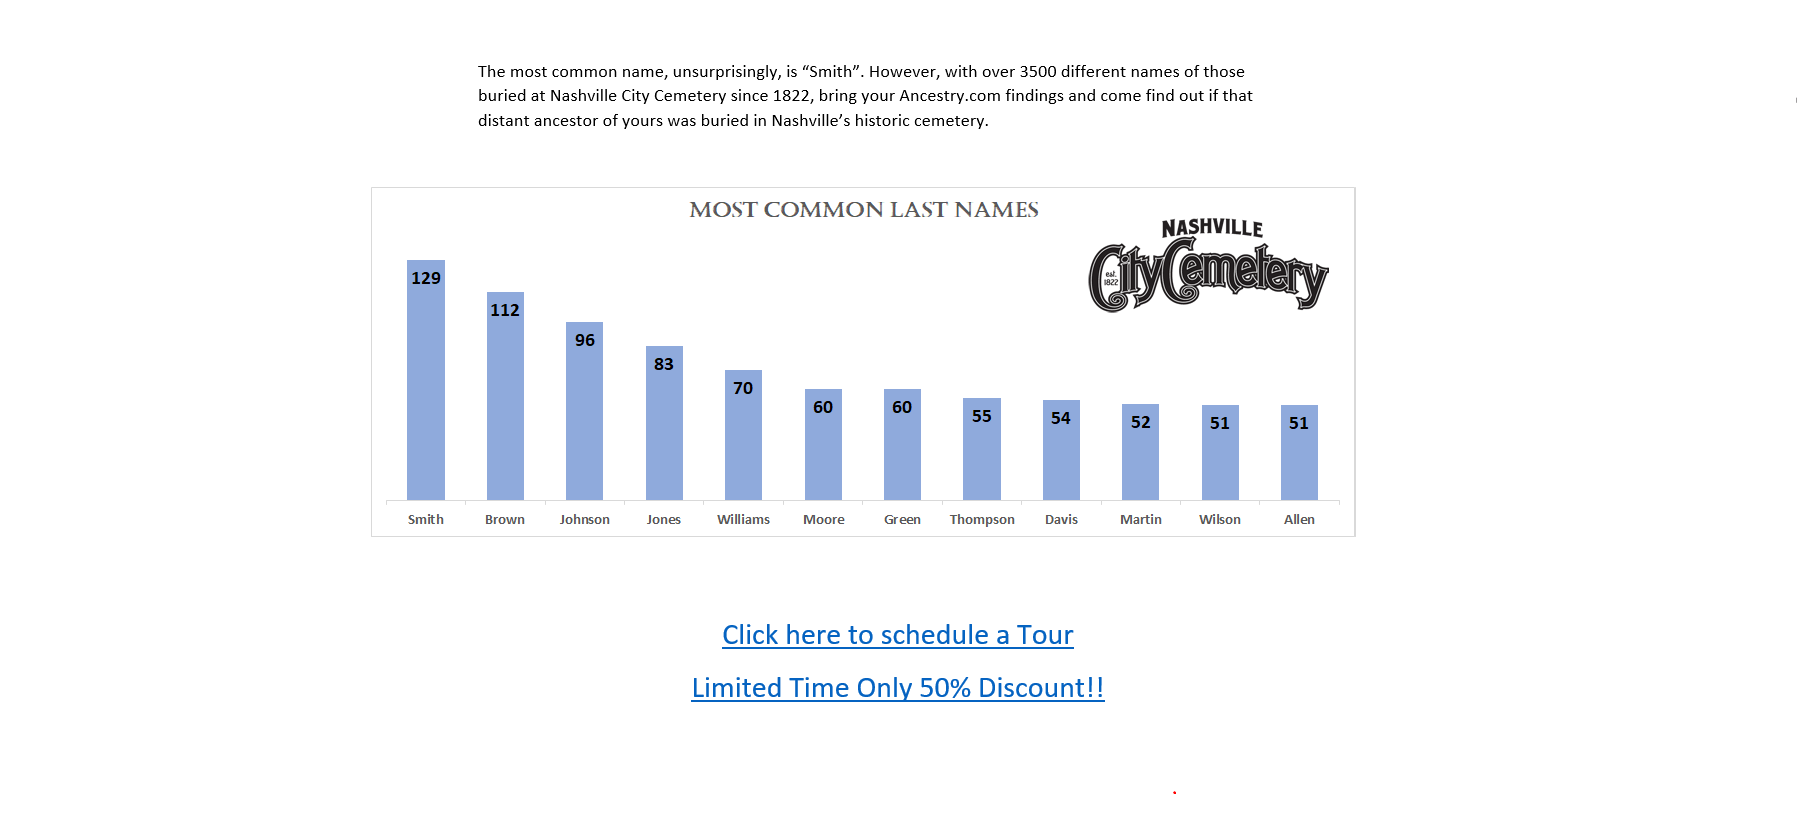 The most common name, unsurprisingly, is “Smith”. However, with over 3500 different names of those
buried at Nashville City Cemetery since 1822, bring your Ancestry.com findings and come find out if that
distant ancestor of yours was buried in Nashville’s historic cemetery.
MOST COMMON LAST NAMES
NASHVILLE
City Cemetery
est.
1822
129
112
96
83
70
60
60
55
54
52
51
51
Smith Brown Johnson Jones Williams Moore Green Thompson Davis Martin Wilson Allen
Click here to schedule a Tour
Limited Time Only 50% Discount!!